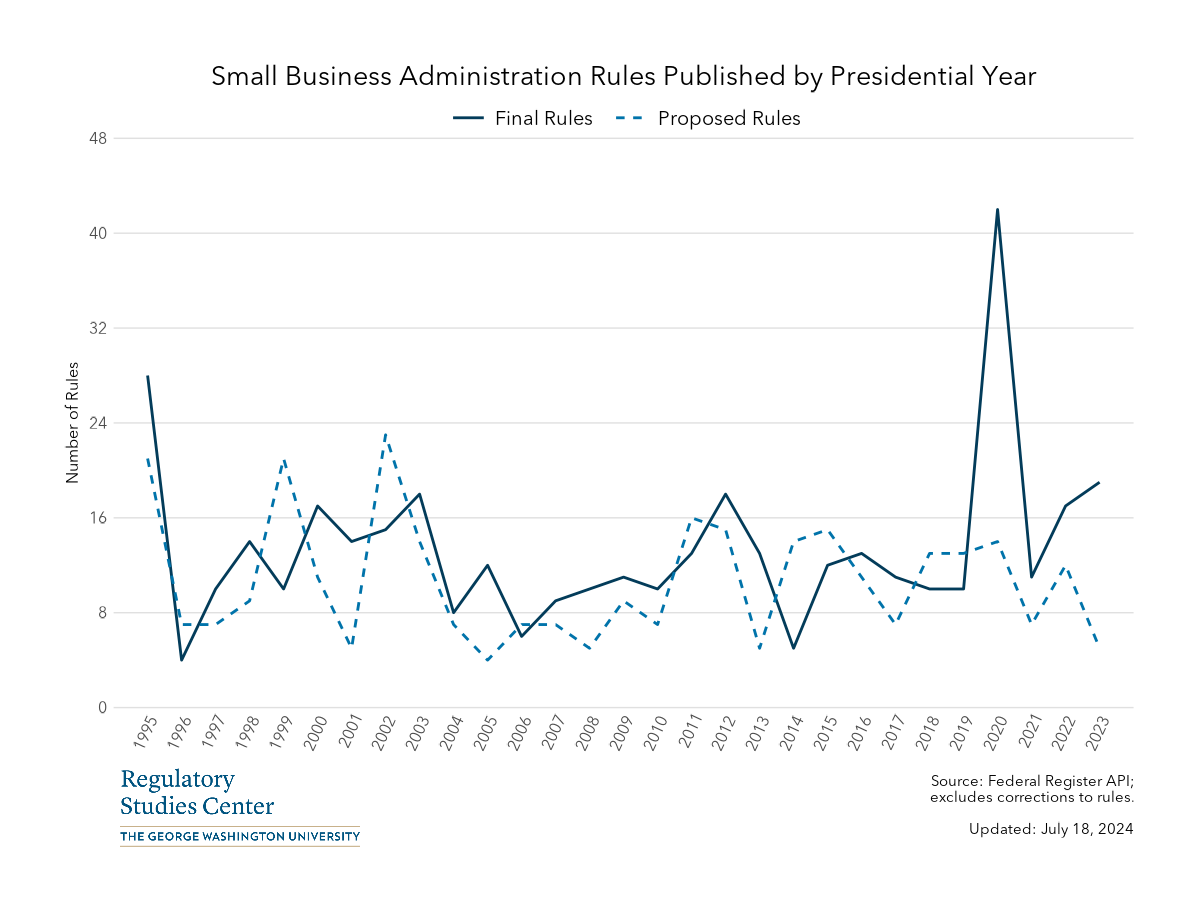 Small Business Administration Rules Published by Presidential Year
Final Rules Proposed Rules
48
40
32
24
16
8
0
Number of Rules
1995 1996 1997 1998 1999 2000 2001 2002 2003 2004 2005 2006 2007 2008 2009 2010 2011 2012 2013 2014 2015 2016 2017 2018 2019 2020 2021 2022 2023
Regulatory
Studies Center
THE GEORGE WASHINGTON UNIVERSITY
Source: Federal Register API;
excludes corrections to rules.
Updated: July 18, 2024